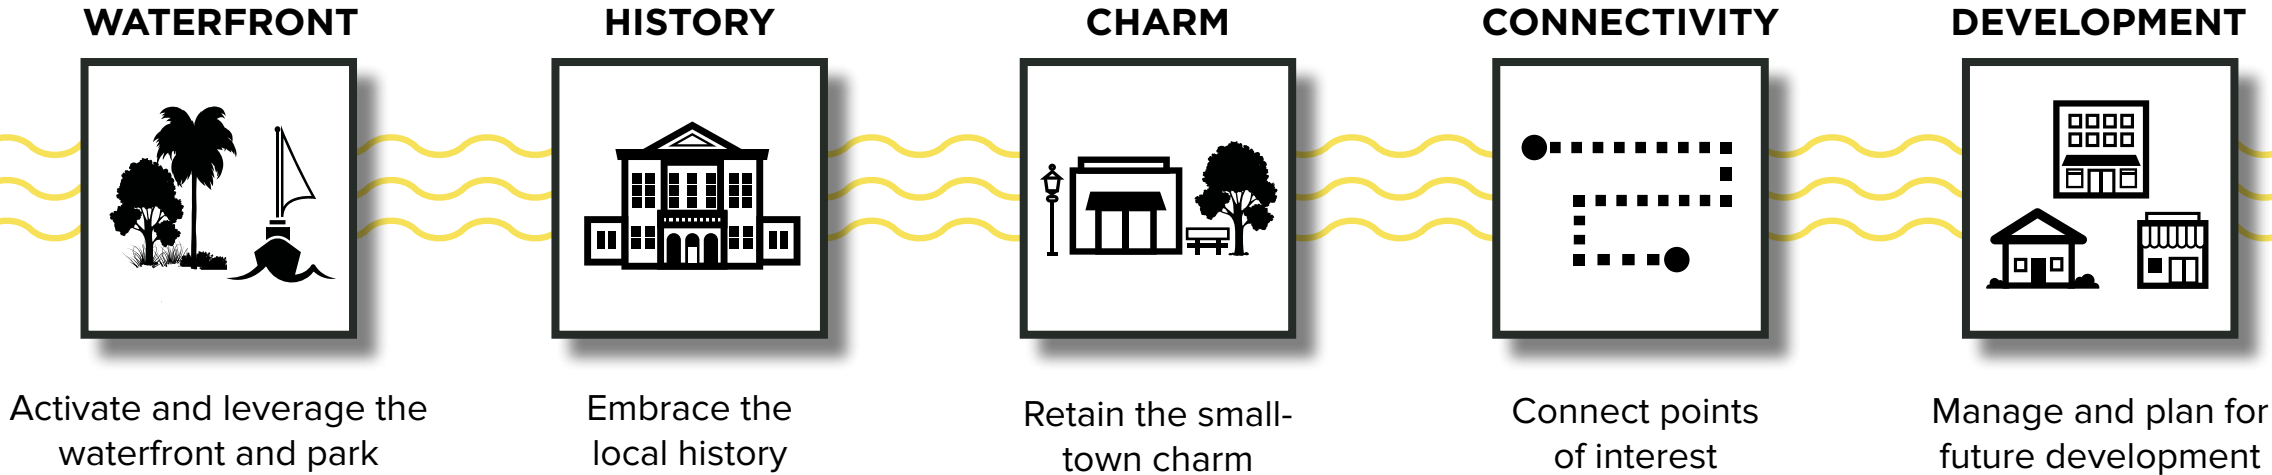 WATERFRONT
Activate and leverage the
waterfront and park
HISTORY
Embrace the
local history
CHARM
Retain the small-
town charm
CONNECTIVITY
Connect points
of interest
DEVELOPMENT
Manage and plan for
future development